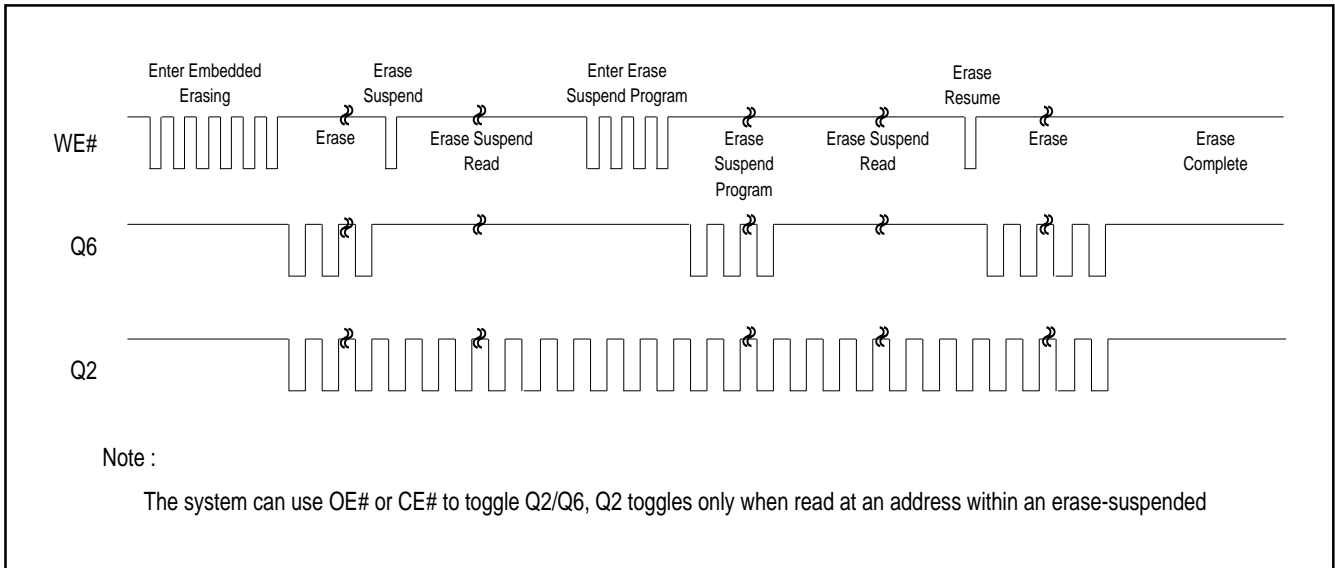 Enter Embedded
Erasing
Erase
Suspend
Enter Erase
Suspend Program
Erase
Resume
WE#
Erase
Erase Suspend
Read
Erase
Suspend
Program
Erase Suspend
Read
Erase
Erase
Complete
Q6
Q2
Note :
The system can use OE# or CE# to toggle Q2/Q6, Q2 toggles only when read at an address within an erase-suspended